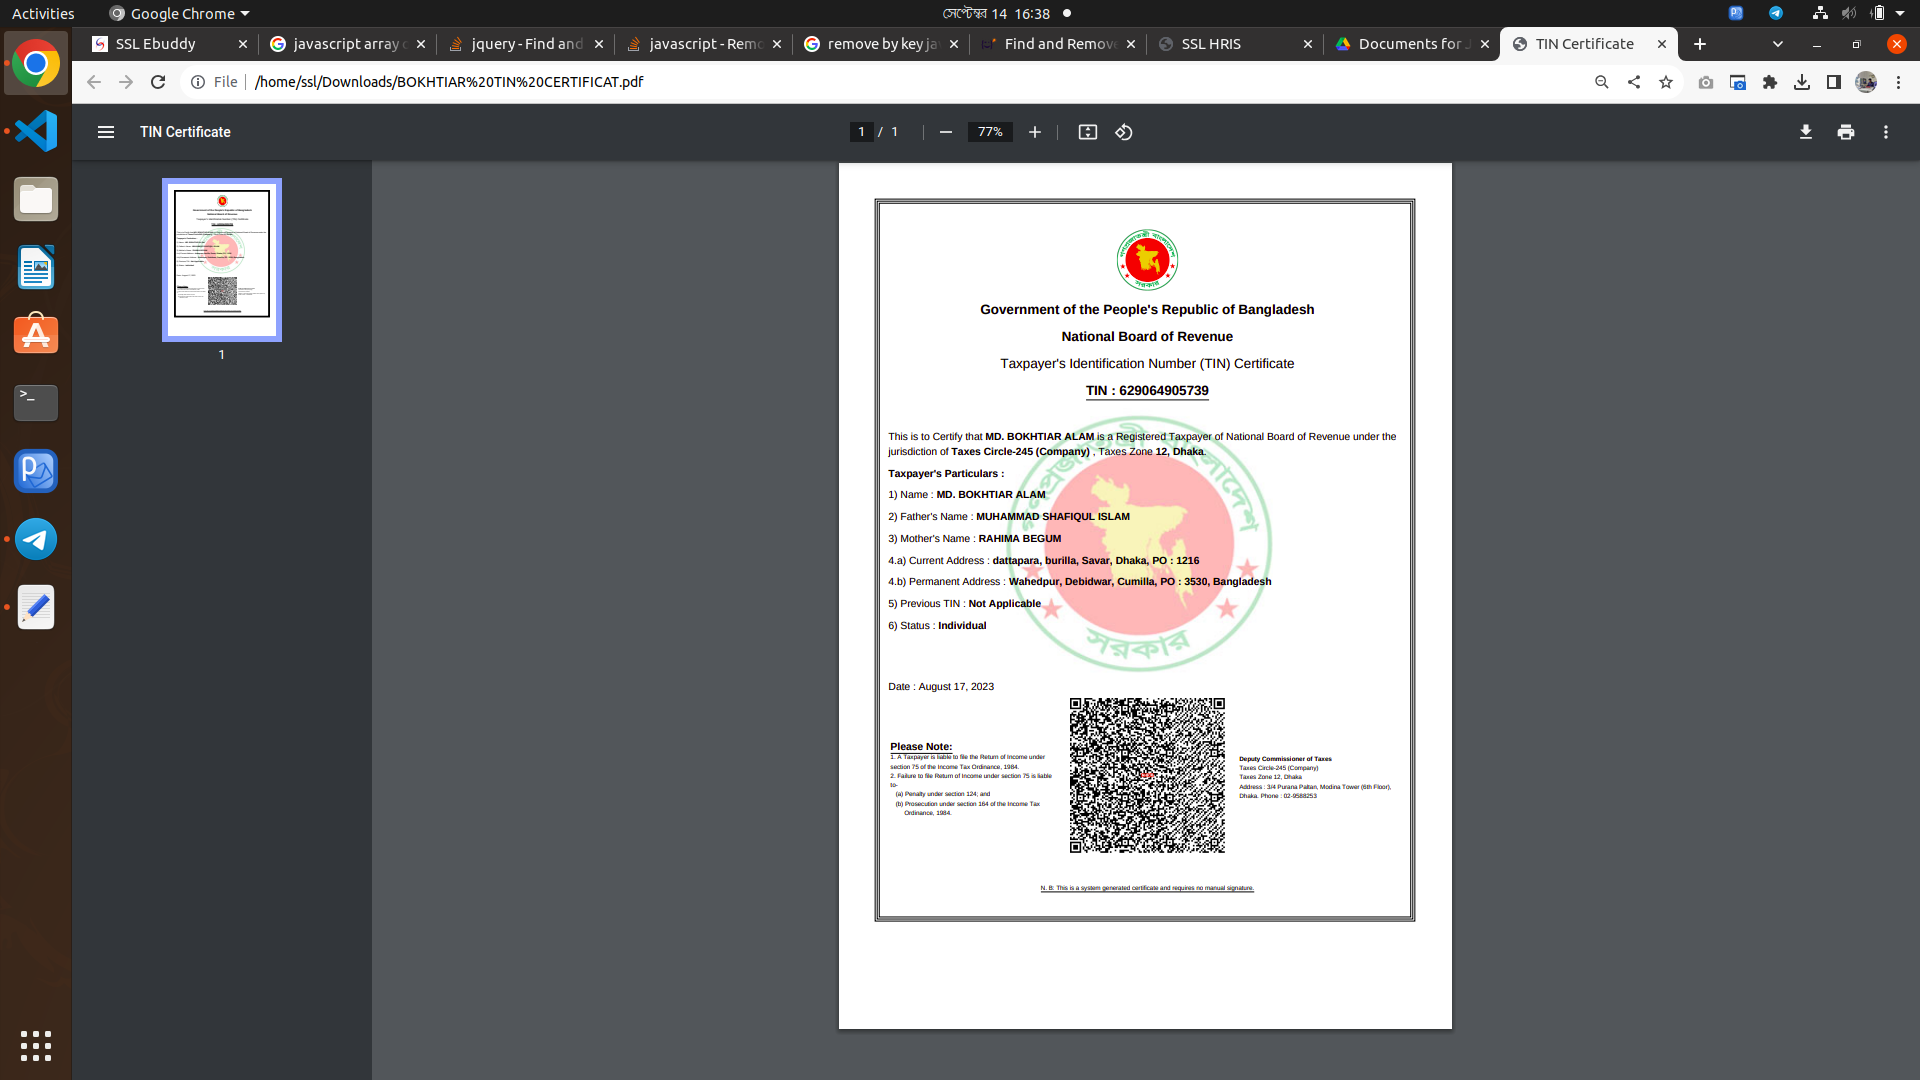 Activities
Google Chrome
সেপ্টেম্বর 14 16:38
SSL Ebuddy
javascript array
jquery - Find and
javascript - Remo
remove by key ja
Find and Remove
SSL HRIS
Documents for
TIN Certificate
File
/home/ssl/Downloads/BOKHTIAR%20TIN%20CERTIFICAT.pdf
TIN Certificate
1 / 1
77%
1
গণপ্রজাতন্ত্রী বাংলাদেশ
সরকার
Government of the People's Republic of Bangladesh
National Board of Revenue
Taxpayer's Identification Number (TIN) Certificate
TIN : 629064905739
This is to Certify that MD. BOKHTIAR ALAM is a Registered Taxpayer of National Board of Revenue under the
jurisdiction of Taxes Circle-245 (Company) , Taxes Zone 12, Dhaka.
Taxpayer's Particulars :
1) Name : MD. BOKHTIAR ALAM
2) Father's Name : MUHAMMAD SHAFIQUL ISLAM
3) Mother's Name : RAHIMA BEGUM
4.a) Current Address : dattapara, burilla, Savar, Dhaka, PO : 1216
4.b) Permanent Address : Wahedpur, Debidwar, Cumilla, PO : 3530, Bangladesh
5) Previous TIN : Not Applicable
6) Status : Individual
গণপ্রজাতন্ত্রী বাংলাদেশ
সরকার
Date : August 17, 2023
Please Note:
1. A Taxpayer is liable to file the Return of Income under
section 75 of the Income Tax Ordinance, 1984.
2. Failure to file Return of Income under section 75 is liable
to-
(a) Penalty under section 124; and
(b) Prosecution under section 164 of the Income Tax
Ordinance, 1984.
Deputy Commissioner of Taxes
Taxes Circle-245 (Company)
Taxes Zone 12, Dhaka
Address : 3/4 Purana Paltan, Modina Tower (6th Floor),
Dhaka. Phone : 02-9588253
N. B: This is a system generated certificate and requires no manual signature.